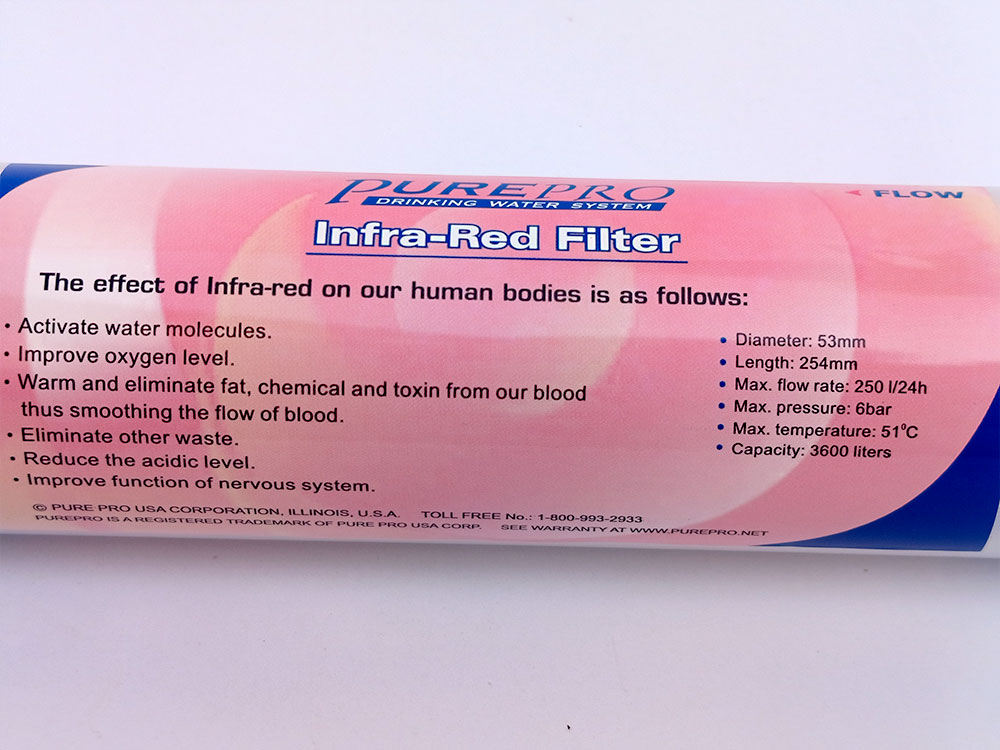 PUREPRO
DRINKING WATER SYSTEM
FLOW
Infra-Red Filter
The effect of Infra-red on our human bodies is as follows:
• Activate water molecules.
• Improve oxygen level.
• Warm and eliminate fat, chemical and toxin from our blood
thus smoothing the flow of blood.
• Eliminate other waste.
• Reduce the acidic level.
• Improve function of nervous system.
• Diameter: 53mm
• Length: 254mm
• Max. flow rate: 250 l/24h
• Max. pressure: 6bar
• Max. temperature: 51⁰C
• Capacity: 3600 liters
© PURE PRO USA CORPORATION, ILLINOIS, U.S.A. TOLL FREE No.: 1-800-993-2933
PUREPRO IS A REGISTERED TRADEMARK OF PURE PRO USA CORP. SEE WARRANTY AT WWW.PUREPRO.NET